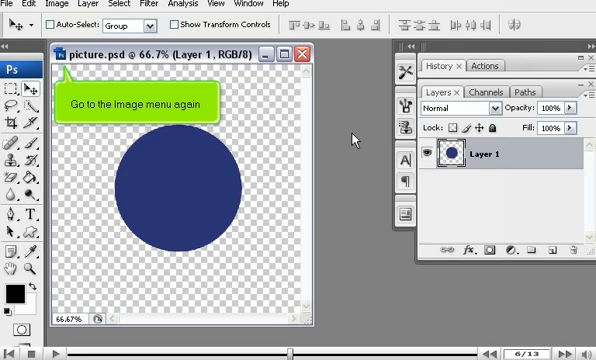 File Edit Image Layer Select Filter Analysis View Window Help
Auto-Select: Group Show Transform Controls
Ps
picture.psd @ 66.7% (Layer 1, RGB/8)
Go to the Image menu again
66.67%
History × Actions
Layers × Channels Paths
Normal Opacity: 100%
Lock: Fill: 100%
Layer 1
6/13